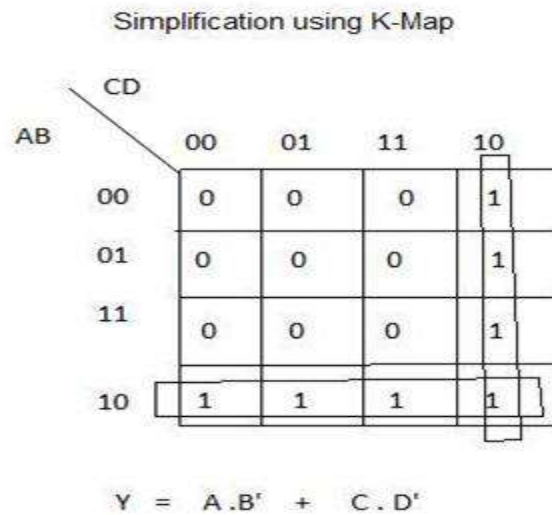 Simplification using K-Map
CD
AB 00 01 11 10
00 0 0 0 1
01 0 0 0 1
11 0 0 0 1
10 1 1 1 1
Y = A.B' + C.D'